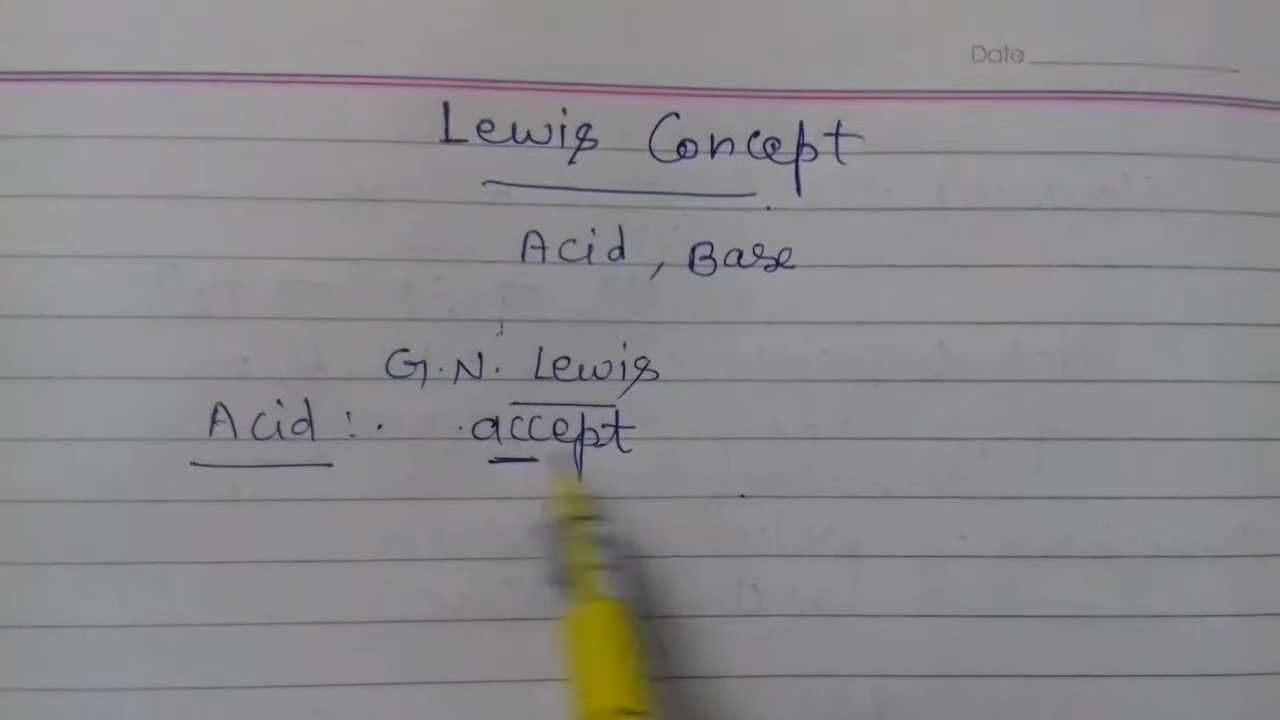 Date
Lewis Concept
Acid, Base
G.N. Lewis
Acid :. .accept